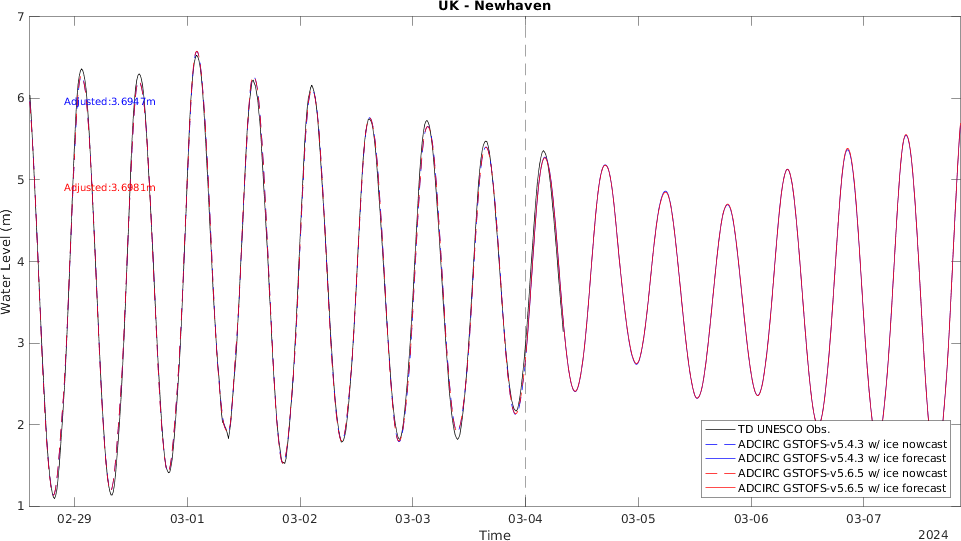 UK - Newhaven
7
6
5
4
3
2
1
Water Level (m)
Adjusted:3.6947m
Adjusted:3.6981m
TD UNESCO Obs.
ADCIRC GSTOFS-v5.4.3 w/ ice nowcast
ADCIRC GSTOFS-v5.4.3 w/ ice forecast
ADCIRC GSTOFS-v5.6.5 w/ ice nowcast
ADCIRC GSTOFS-v5.6.5 w/ ice forecast
02-29 03-01 03-02 03-03 03-04 03-05 03-06 03-07
Time
2024